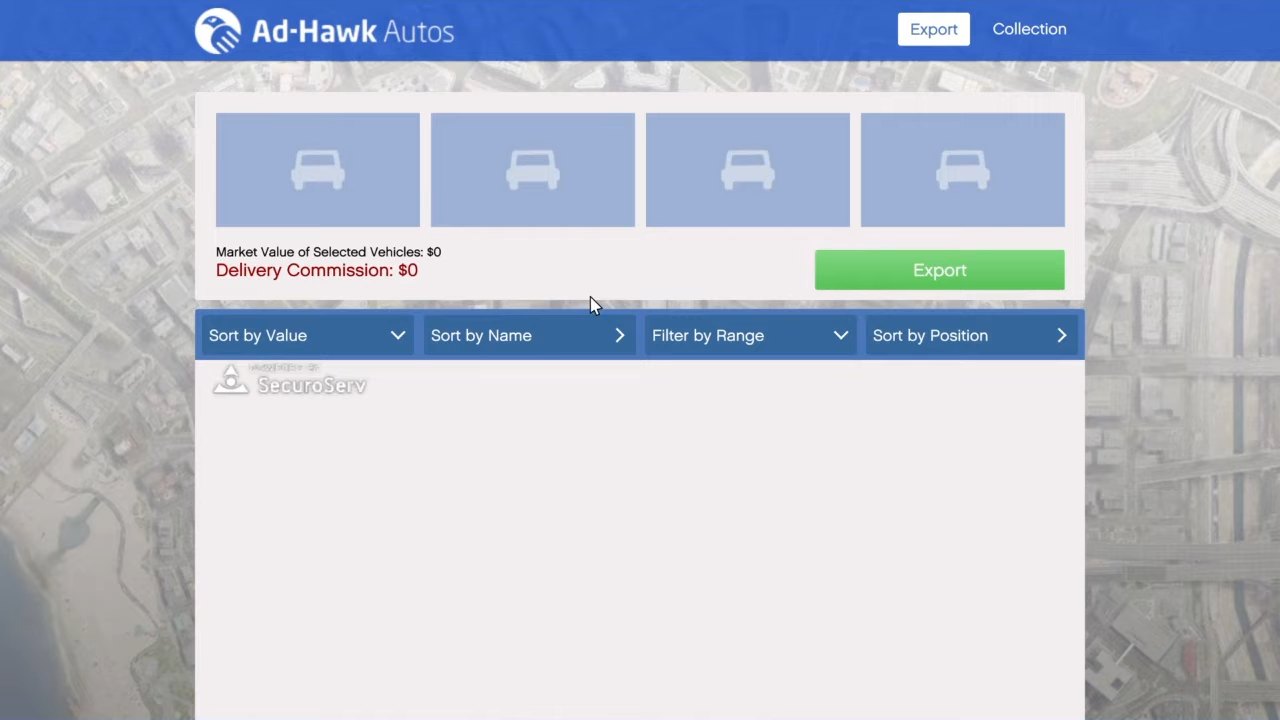 Ad-Hawk Autos
Export
Collection
Market Value of Selected Vehicles: $0
Delivery Commission: $0
Export
Sort by Value
Sort by Name
Filter by Range
Sort by Position
SecuroServ